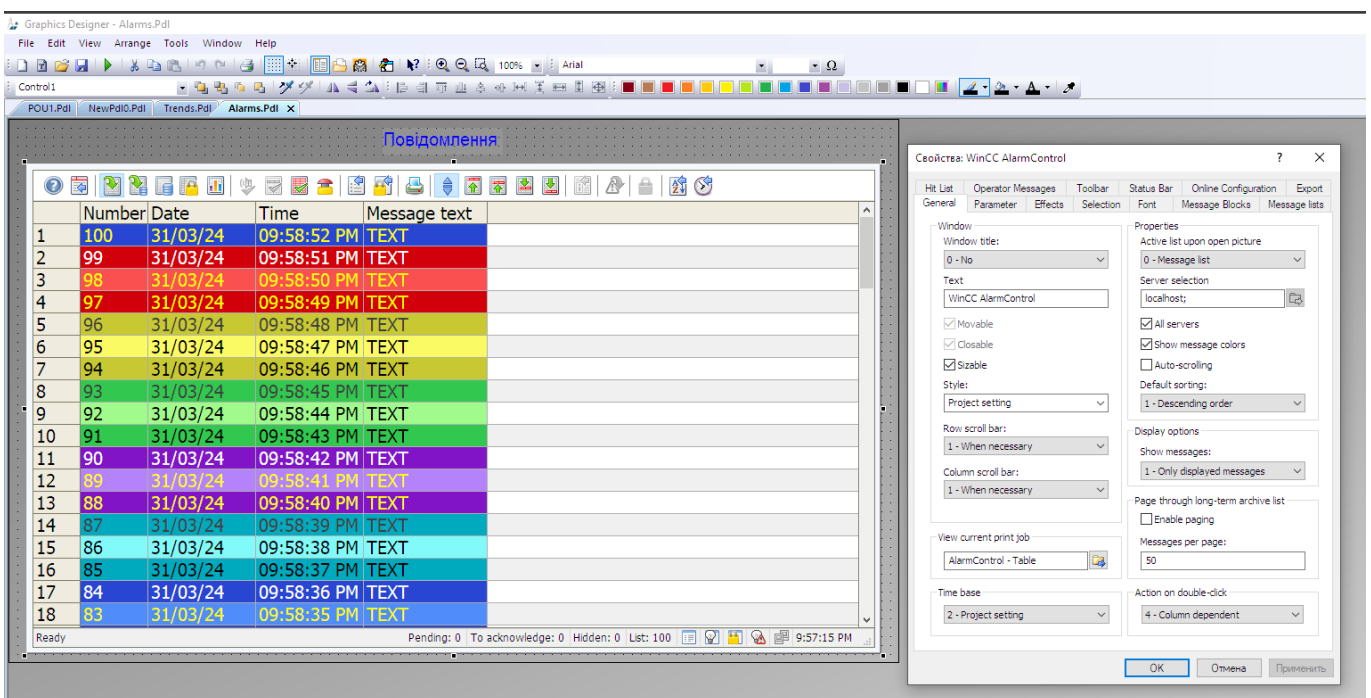 Graphics Designer - Alarms.Pdl
File Edit View Arrange Tools Window Help
100% Arial Ω
Control1
POU1.Pdl NewPdl0.Pdl Trends.Pdl Alarms.Pdl X
Повідомлення
Number Date Time Message text
1 100 31/03/24 09:58:52 PM TEXT
2 99 31/03/24 09:58:51 PM TEXT
3 98 31/03/24 09:58:50 PM TEXT
4 97 31/03/24 09:58:49 PM TEXT
5 96 31/03/24 09:58:48 PM TEXT
6 95 31/03/24 09:58:47 PM TEXT
7 94 31/03/24 09:58:46 PM TEXT
8 93 31/03/24 09:58:45 PM TEXT
9 92 31/03/24 09:58:44 PM TEXT
10 91 31/03/24 09:58:43 PM TEXT
11 90 31/03/24 09:58:42 PM TEXT
12 89 31/03/24 09:58:41 PM TEXT
13 88 31/03/24 09:58:40 PM TEXT
14 87 31/03/24 09:58:39 PM TEXT
15 86 31/03/24 09:58:38 PM TEXT
16 85 31/03/24 09:58:37 PM TEXT
17 84 31/03/24 09:58:36 PM TEXT
18 83 31/03/24 09:58:35 PM TEXT
Ready Pending: 0 To acknowledge: 0 Hidden: 0 List: 100 9:57:15 PM
Свойства: WinCC AlarmControl ? X
Hit List Operator Messages Toolbar Status Bar Online Configuration Export
General Parameter Effects Selection Font Message Blocks Message lists
Window
Window title:
0 - No
Text
WinCC AlarmControl
Movable
Closable
Sizable
Style:
Project setting
Row scroll bar:
1 - When necessary
Column scroll bar:
1 - When necessary
View current print job
AlarmControl - Table
Time base
2 - Project setting
Properties
Active list upon open picture
0 - Message list
Server selection
localhost;
All servers
Show message colors
Auto-scrolling
Default sorting:
1 - Descending order
Display options
Show messages:
1 - Only displayed messages
Page through long-term archive list
Enable paging
Messages per page:
50
Action on double-click
4 - Column dependent
OK Отмена Применить